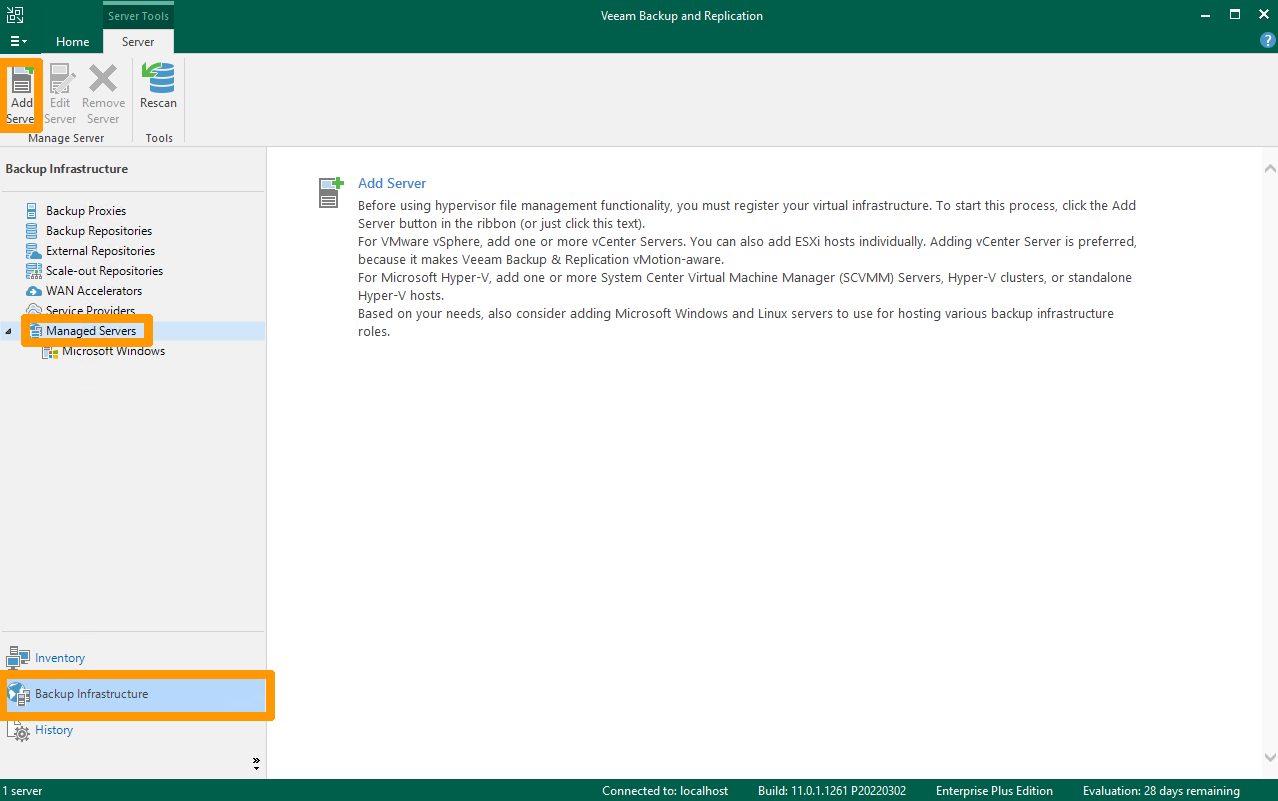 Server Tools
Veeam Backup and Replication
Home
Server
?
Add Server
Edit Server
Remove Server
Rescan
Manage Server
Tools
Backup Infrastructure
Backup Proxies
Backup Repositories
External Repositories
Scale-out Repositories
WAN Accelerators
Service Providers
Managed Servers
Microsoft Windows
Add Server
Before using hypervisor file management functionality, you must register your virtual infrastructure. To start this process, click the Add
Server button in the ribbon (or just click this text).
For VMware vSphere, add one or more vCenter Servers. You can also add ESXi hosts individually. Adding vCenter Server is preferred,
because it makes Veeam Backup & Replication vMotion-aware.
For Microsoft Hyper-V, add one or more System Center Virtual Machine Manager (SCVMM) Servers, Hyper-V clusters, or standalone
Hyper-V hosts.
Based on your needs, also consider adding Microsoft Windows and Linux servers to use for hosting various backup infrastructure
roles.
Inventory
Backup Infrastructure
History
1 server
Connected to: localhost
Build: 11.0.1.1261 P20220302
Enterprise Plus Edition
Evaluation: 28 days remaining